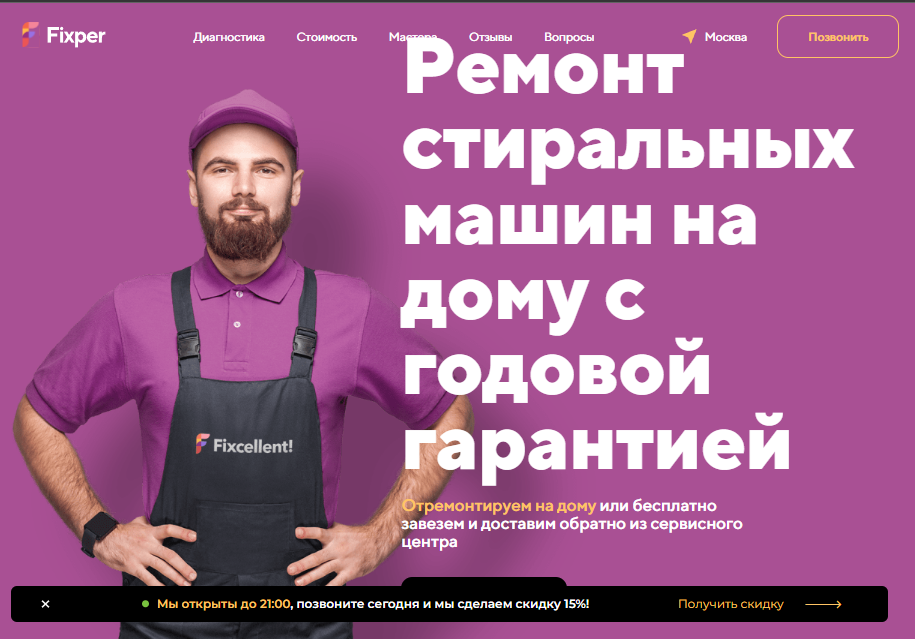 Fixper
Диагностика
Стоимость
Мастера
Отзывы
Вопросы
Москва
Позвонить
Ремонт
стиральных
машин на
дому с
годовой
гарантией
Fixcellent!
Отремонтируем на дому или бесплатно
завезем и доставим обратно из сервисного
центра
Мы открыты до 21:00, позвоните сегодня и мы сделаем скидку 15%!
Получить скидку